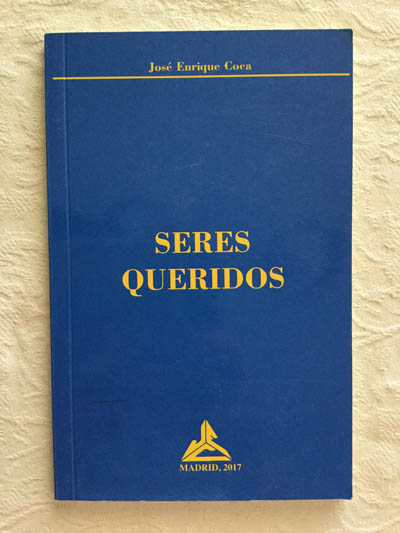 José Enrique Coca
SERES
QUERIDOS
MADRID, 2017